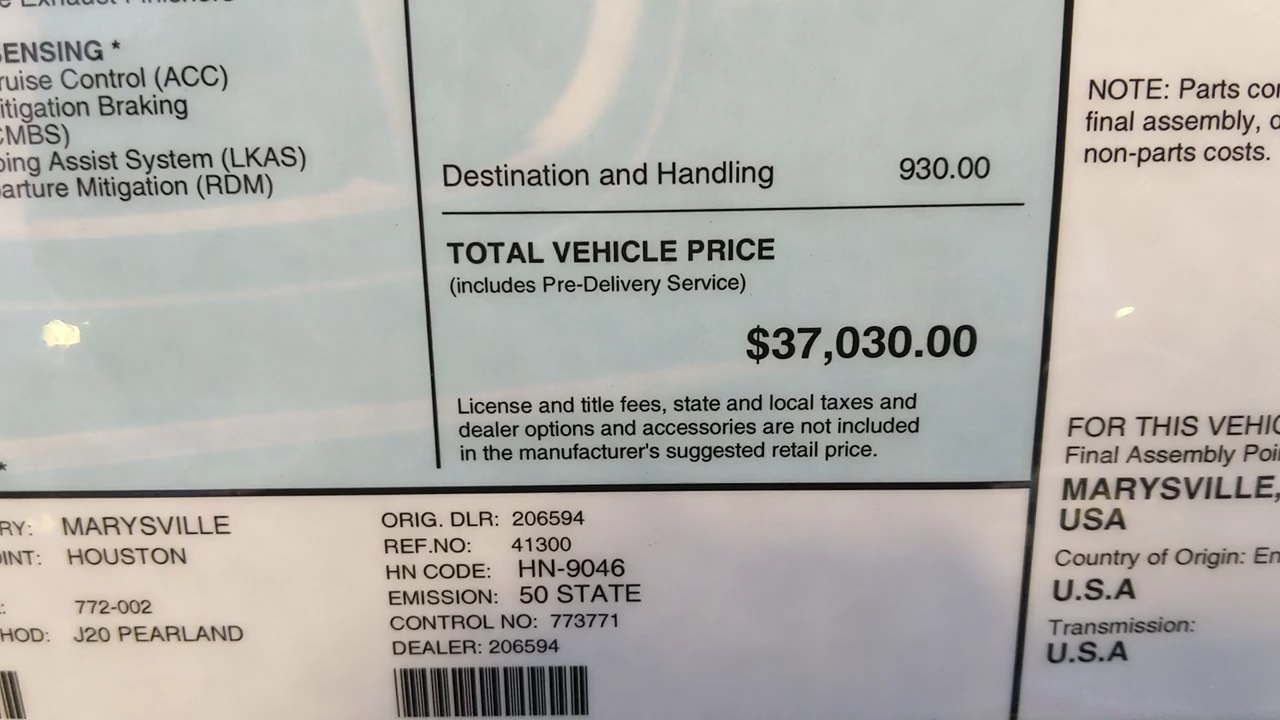 ENSING *
ruise Control (ACC)
itigation Braking
CMBS)
ping Assist System (LKAS)
arture Mitigation (RDM)
*
Destination and Handling 930.00
TOTAL VEHICLE PRICE
(includes Pre-Delivery Service)
$37,030.00
License and title fees, state and local taxes and
dealer options and accessories are not included
in the manufacturer's suggested retail price.
NOTE: Parts co
final assembly,
non-parts costs.
FOR THIS VEHIC
Final Assembly Poi
MARYSVILLE,
USA
Country of Origin: En
U.S.A
Transmission:
U.S.A
RY: MARYSVILLE
INT: HOUSTON
: 772-002
HOD: J20 PEARLAND
ORIG. DLR: 206594
REF.NO: 41300
HN CODE: HN-9046
EMISSION: 50 STATE
CONTROL NO: 773771
DEALER: 206594